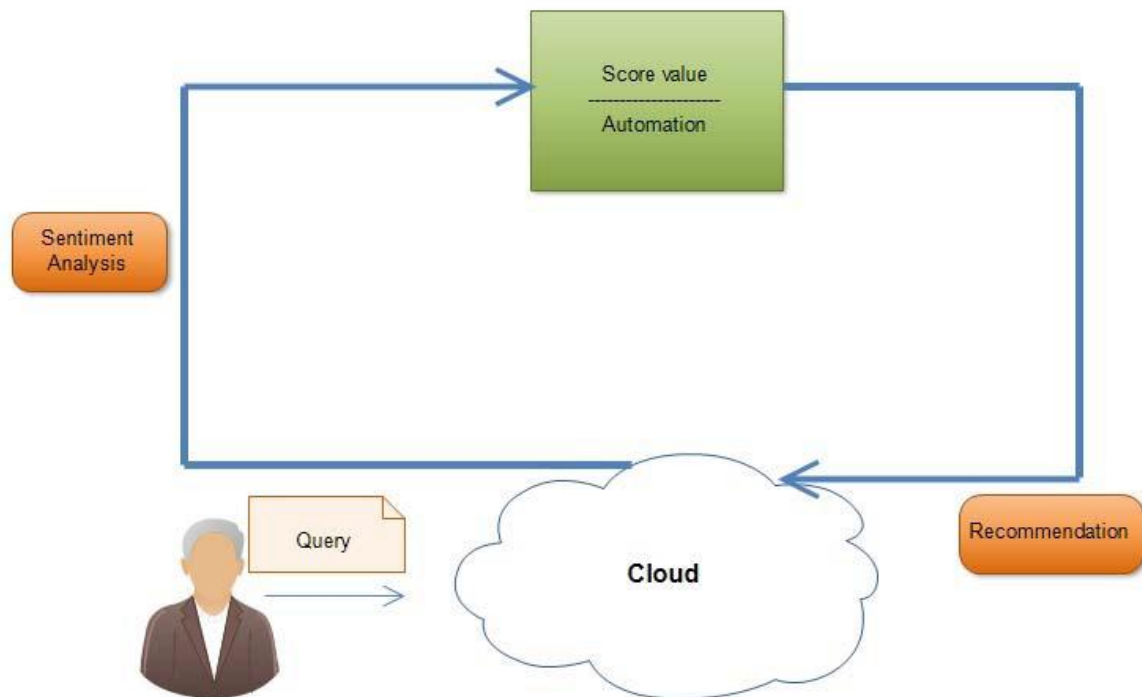 Score value
----------------------
Automation
Sentiment
Analysis
Query
Cloud
Recommendation